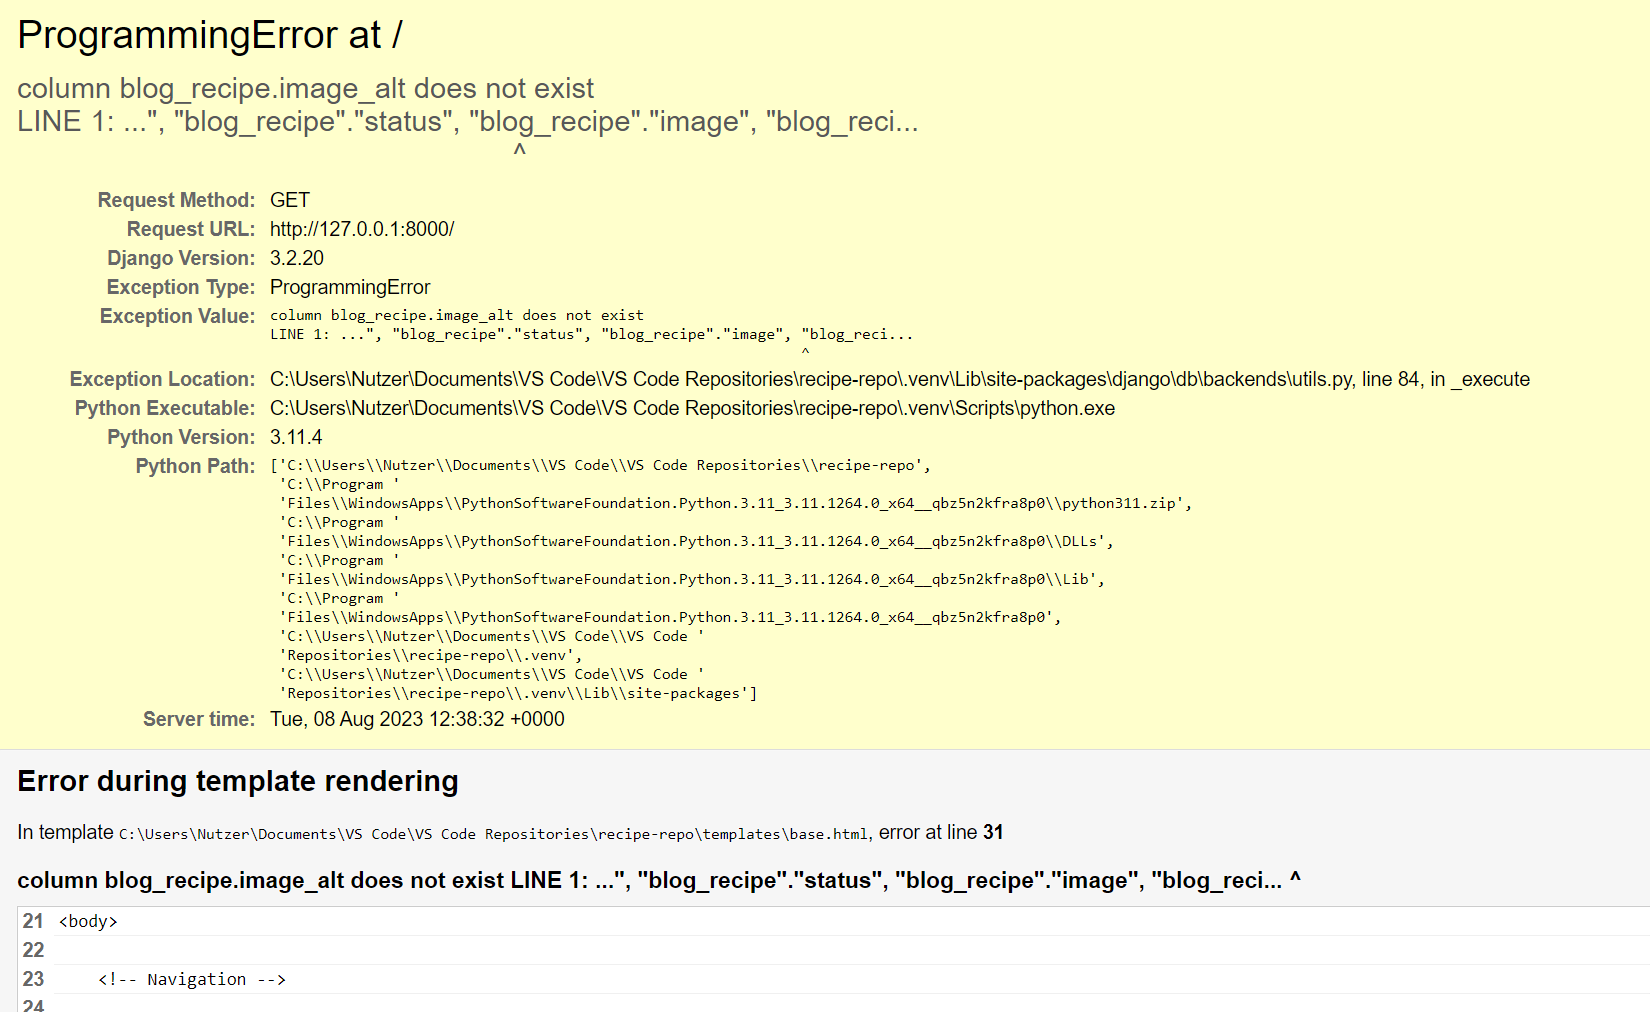 ProgrammingError at /
column blog_recipe.image_alt does not exist
LINE 1: ...", "blog_recipe"."status", "blog_recipe"."image", "blog_reci...
^
Request Method: GET
Request URL: http://127.0.0.1:8000/
Django Version: 3.2.20
Exception Type: ProgrammingError
Exception Value: column blog_recipe.image_alt does not exist
LINE 1: ...", "blog_recipe"."status", "blog_recipe"."image", "blog_reci...
^
Exception Location: C:\Users\Nutzer\Documents\VS Code\VS Code Repositories\recipe-repo\.venv\Lib\site-packages\django\db\backends\utils.py, line 84, in _execute
Python Executable: C:\Users\Nutzer\Documents\VS Code\VS Code Repositories\recipe-repo\.venv\Scripts\python.exe
Python Version: 3.11.4
Python Path: ['C:\\Users\\Nutzer\\Documents\\VS Code\\VS Code Repositories\\recipe-repo',
'C:\\Program '
'Files\\WindowsApps\\PythonSoftwareFoundation.Python.3.11_3.11.1264.0_x64__qbz5n2kfra8p0\\python311.zip',
'C:\\Program '
'Files\\WindowsApps\\PythonSoftwareFoundation.Python.3.11_3.11.1264.0_x64__qbz5n2kfra8p0\\DLLs',
'C:\\Program '
'Files\\WindowsApps\\PythonSoftwareFoundation.Python.3.11_3.11.1264.0_x64__qbz5n2kfra8p0\\Lib',
'C:\\Program '
'Files\\WindowsApps\\PythonSoftwareFoundation.Python.3.11_3.11.1264.0_x64__qbz5n2kfra8p0',
'C:\\Users\\Nutzer\\Documents\\VS Code\\VS Code '
'Repositories\\recipe-repo\\.venv',
'C:\\Users\\Nutzer\\Documents\\VS Code\\VS Code '
'Repositories\\recipe-repo\\.venv\\Lib\\site-packages']
Server time: Tue, 08 Aug 2023 12:38:32 +0000
Error during template rendering
In template C:\Users\Nutzer\Documents\VS Code\VS Code Repositories\recipe-repo\templates\base.html, error at line 31
column blog_recipe.image_alt does not exist LINE 1: ...", "blog_recipe"."status", "blog_recipe"."image", "blog_reci... ^
21 <body>
22
23 <!-- Navigation -->
24